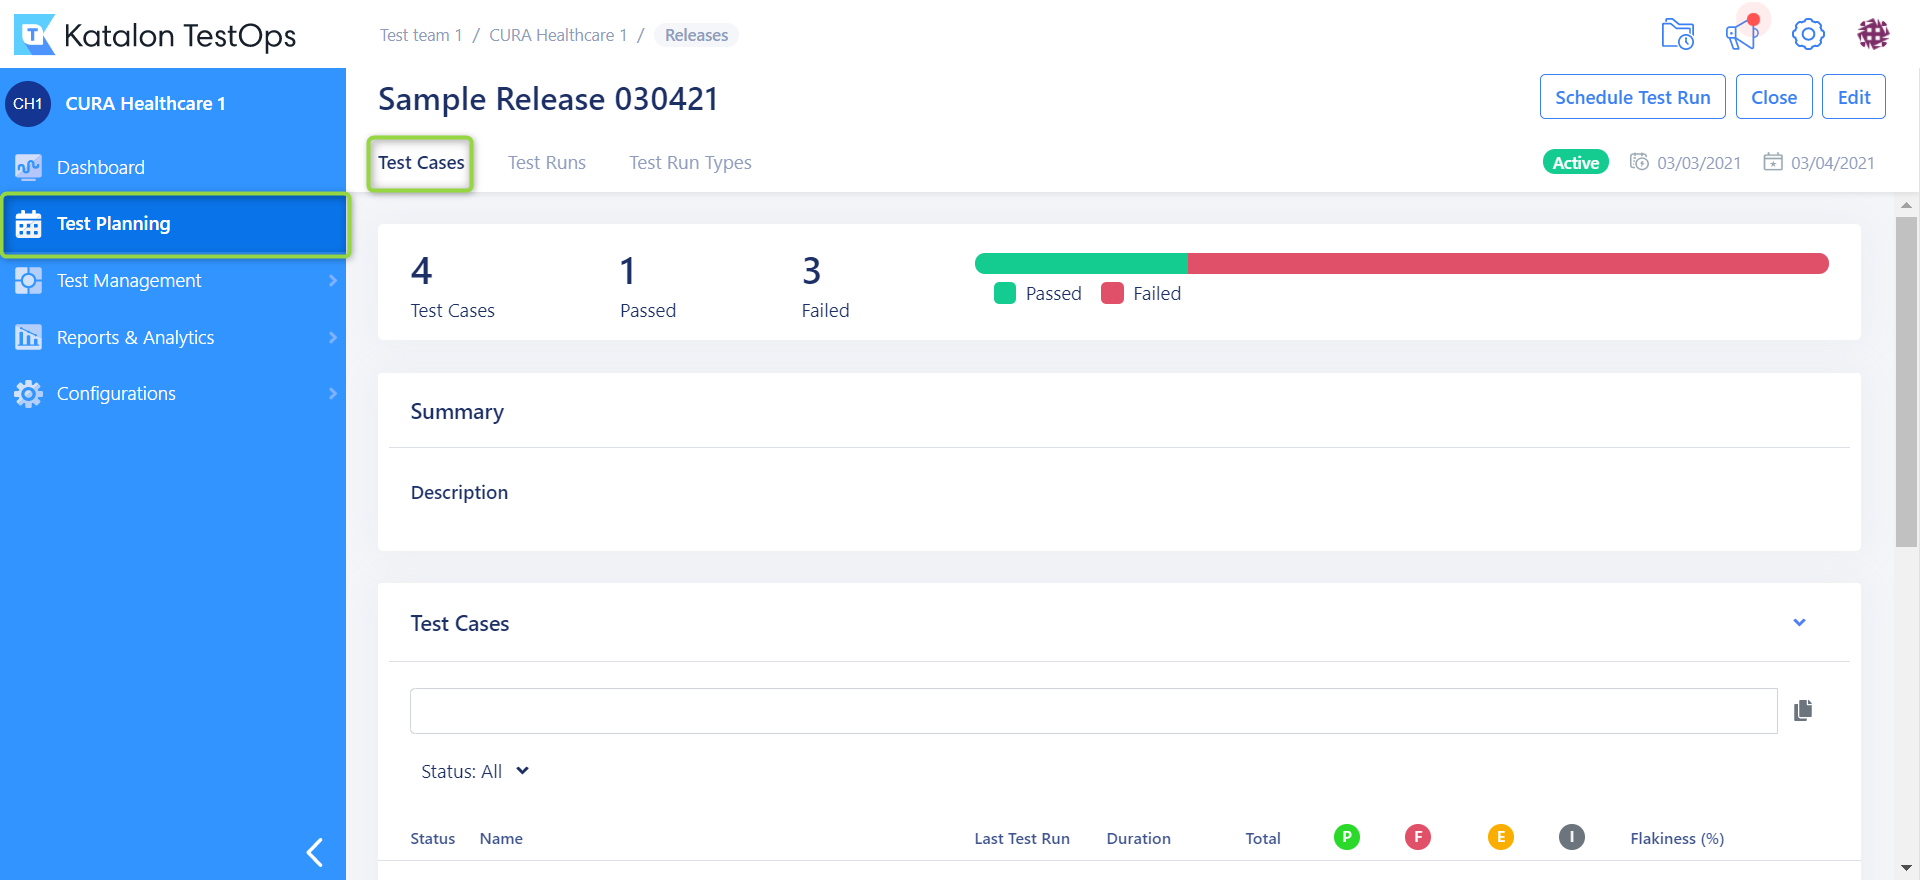 Katalon TestOps
Test team 1 / CURA Healthcare 1 / Releases
CH1 CURA Healthcare 1
Dashboard
Test Planning
Test Management
Reports & Analytics
Configurations
Sample Release 030421
Schedule Test Run Close Edit
Test Cases Test Runs Test Run Types
Active 03/03/2021 03/04/2021
4 1 3
Test Cases Passed Failed
Passed Failed
Summary
Description
Test Cases
Status: All
Status Name Last Test Run Duration Total P F E I Flakiness (%)